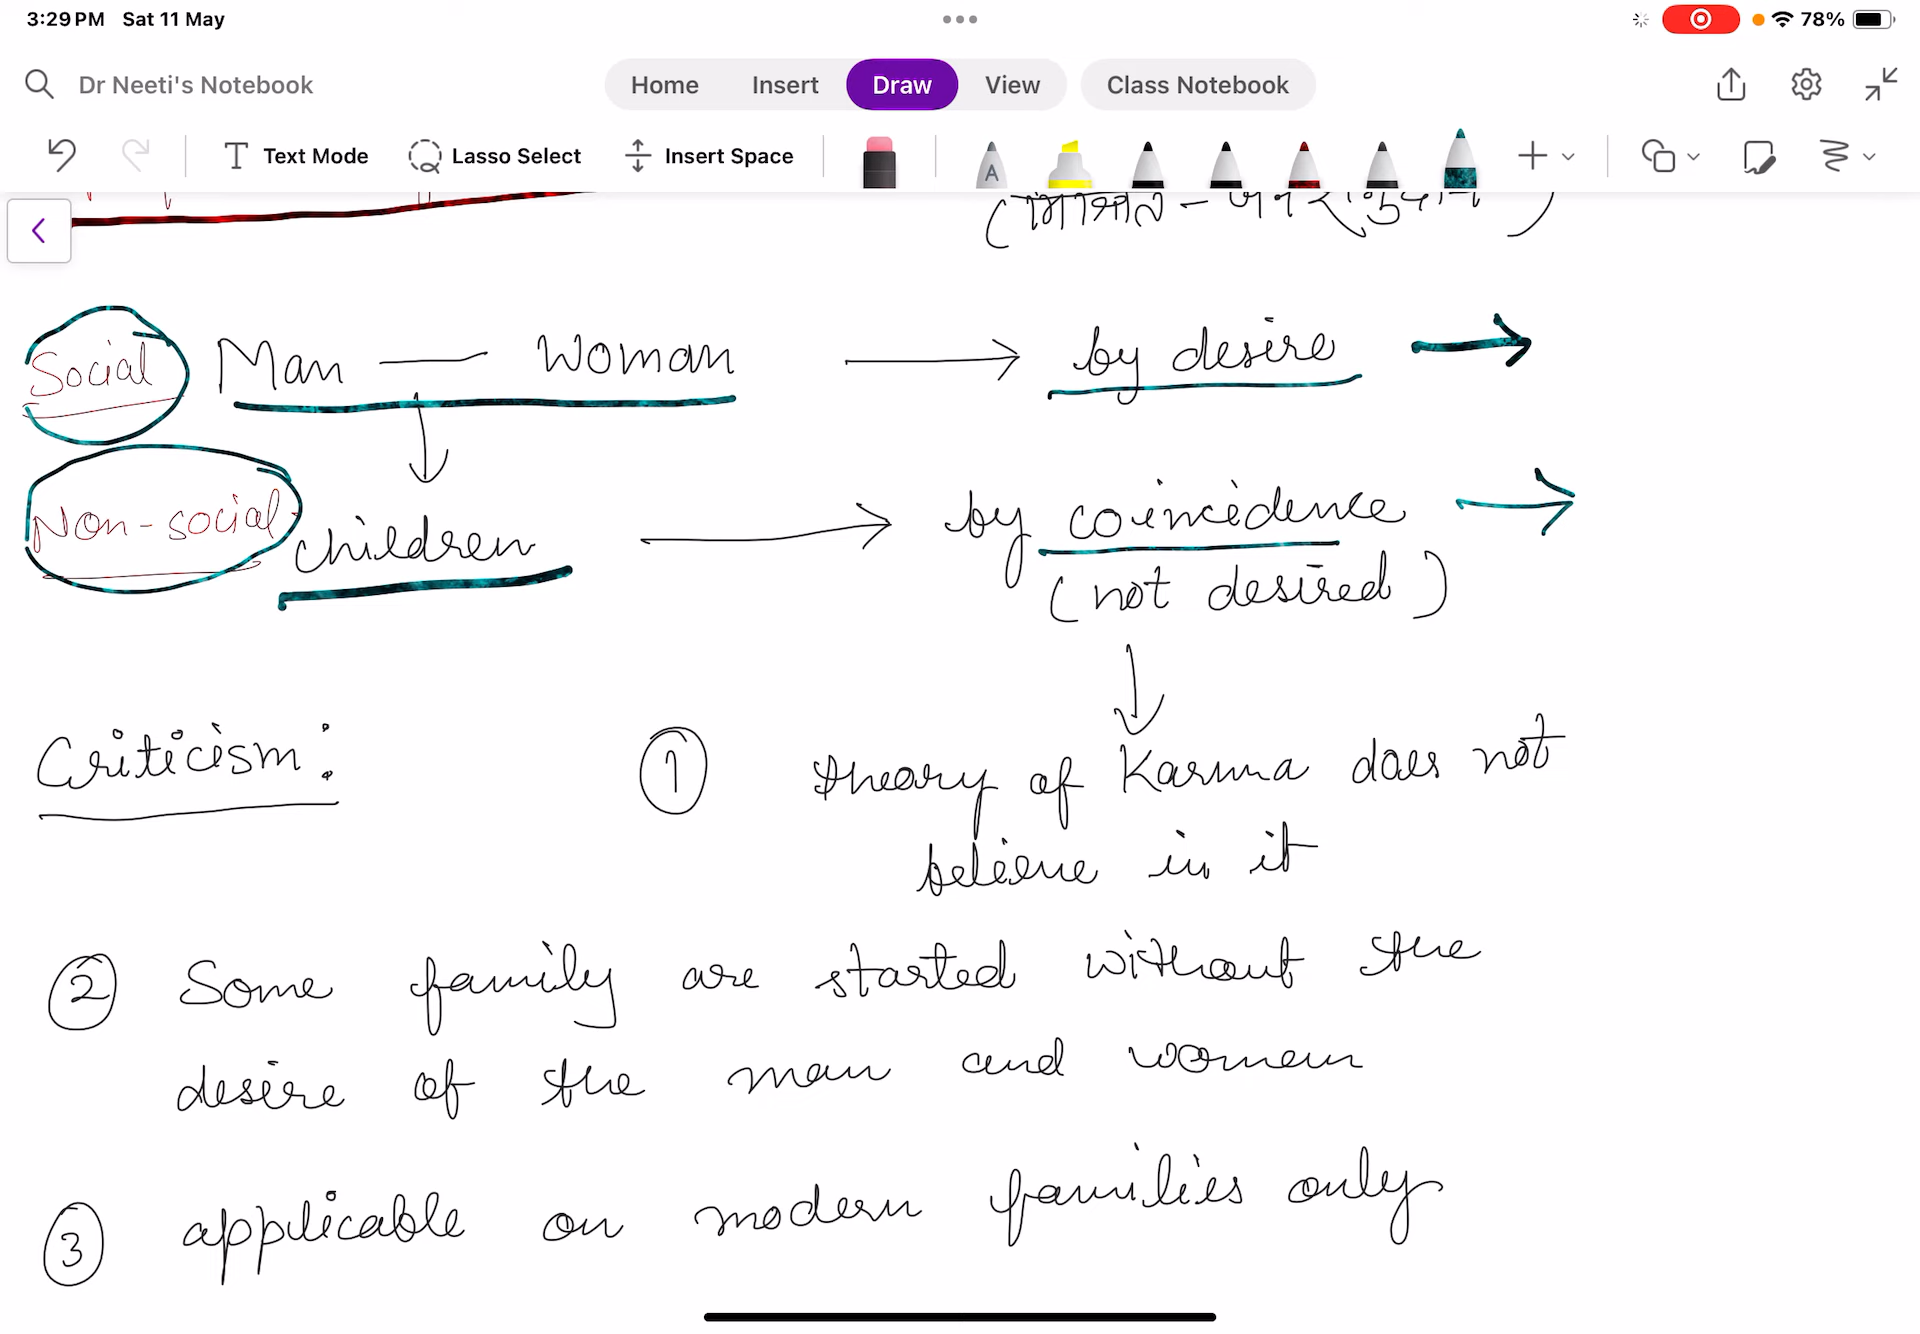 3:29 PM Sat 11 May
78%
Dr Neeti's Notebook
Home Insert Draw View Class Notebook
Text Mode Lasso Select Insert Space
A
Social Man — Woman → by desire →
↓
Non-social children → by coincidence →
(not desired)
↓
Criticism: ① theory of Karma does not
believe in it
② Some family are started without the
desire of the man and women
③ applicable on modern families only